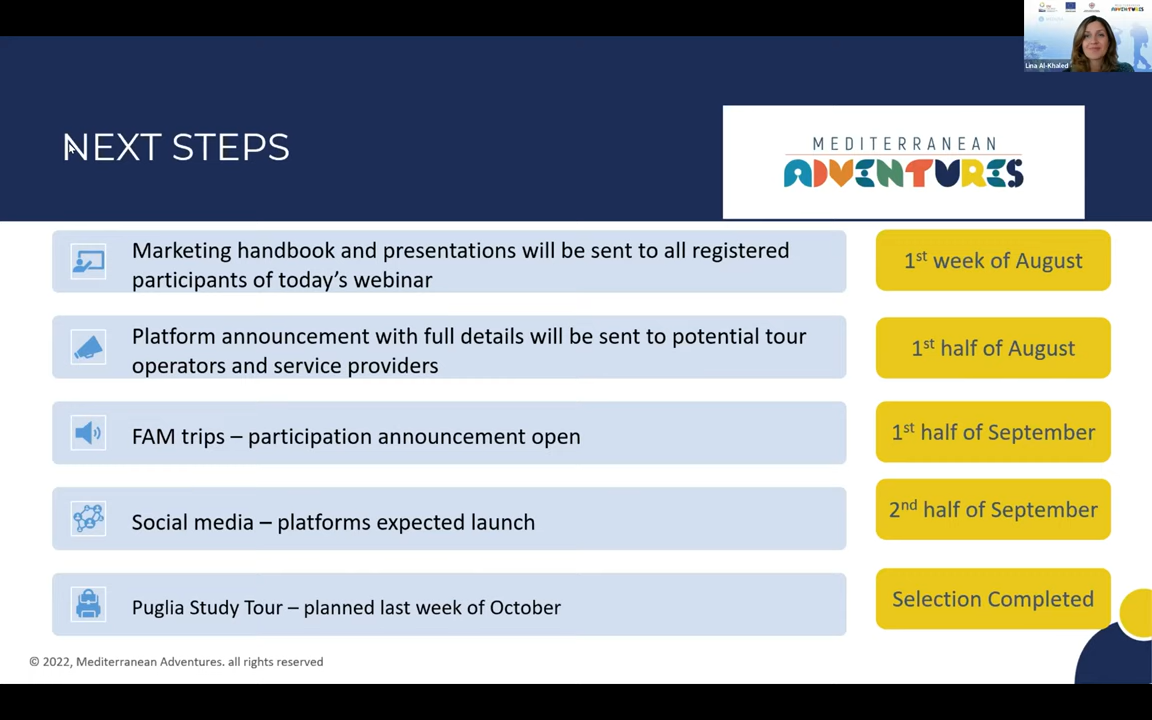 Lina Al-Khaled
NEXT STEPS
MEDITERRANEAN
ADVENTURES
Marketing handbook and presentations will be sent to all registered
participants of today's webinar
1st week of August
Platform announcement with full details will be sent to potential tour
operators and service providers
1st half of August
FAM trips – participation announcement open
1st half of September
Social media – platforms expected launch
2nd half of September
Puglia Study Tour – planned last week of October
Selection Completed
© 2022, Mediterranean Adventures. all rights reserved